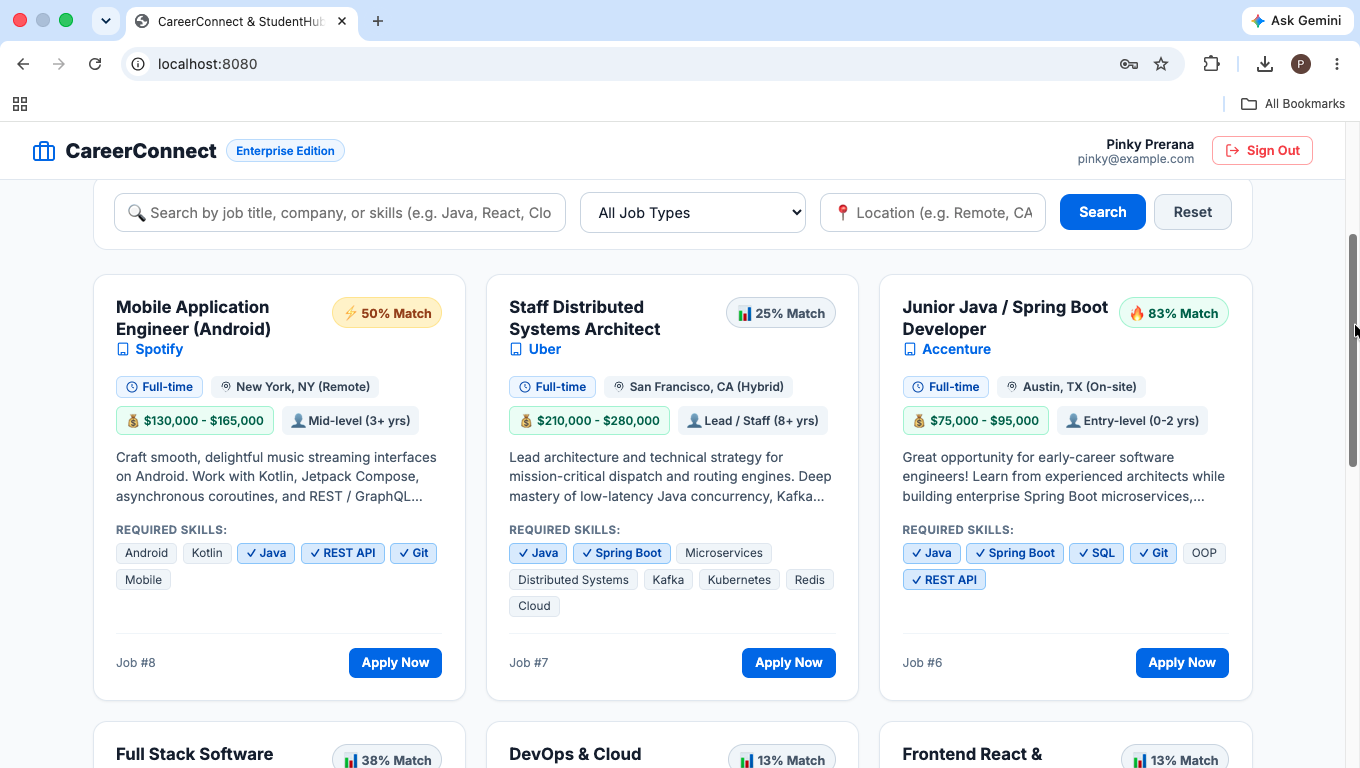 CareerConnect & StudentHub
Ask Gemini
localhost:8080
P
All Bookmarks
CareerConnect
Enterprise Edition
Pinky Prerana
pinky@example.com
Sign Out
Search by job title, company, or skills (e.g. Java, React, Clo
All Job Types
Location (e.g. Remote, CA
Search
Reset
Mobile Application
Engineer (Android)
50% Match
Spotify
Full-time
New York, NY (Remote)
$130,000 - $165,000
Mid-level (3+ yrs)
Craft smooth, delightful music streaming interfaces
on Android. Work with Kotlin, Jetpack Compose,
asynchronous coroutines, and REST / GraphQL...
REQUIRED SKILLS:
Android Kotlin ✓ Java ✓ REST API ✓ Git
Mobile
Job #8
Apply Now
Staff Distributed
Systems Architect
25% Match
Uber
Full-time
San Francisco, CA (Hybrid)
$210,000 - $280,000
Lead / Staff (8+ yrs)
Lead architecture and technical strategy for
mission-critical dispatch and routing engines. Deep
mastery of low-latency Java concurrency, Kafka...
REQUIRED SKILLS:
✓ Java ✓ Spring Boot Microservices
Distributed Systems Kafka Kubernetes Redis
Cloud
Job #7
Apply Now
Junior Java / Spring Boot
Developer
83% Match
Accenture
Full-time
Austin, TX (On-site)
$75,000 - $95,000
Entry-level (0-2 yrs)
Great opportunity for early-career software
engineers! Learn from experienced architects while
building enterprise Spring Boot microservices,...
REQUIRED SKILLS:
✓ Java ✓ Spring Boot ✓ SQL ✓ Git OOP
✓ REST API
Job #6
Apply Now
Full Stack Software
38% Match
DevOps & Cloud
13% Match
Frontend React &
13% Match